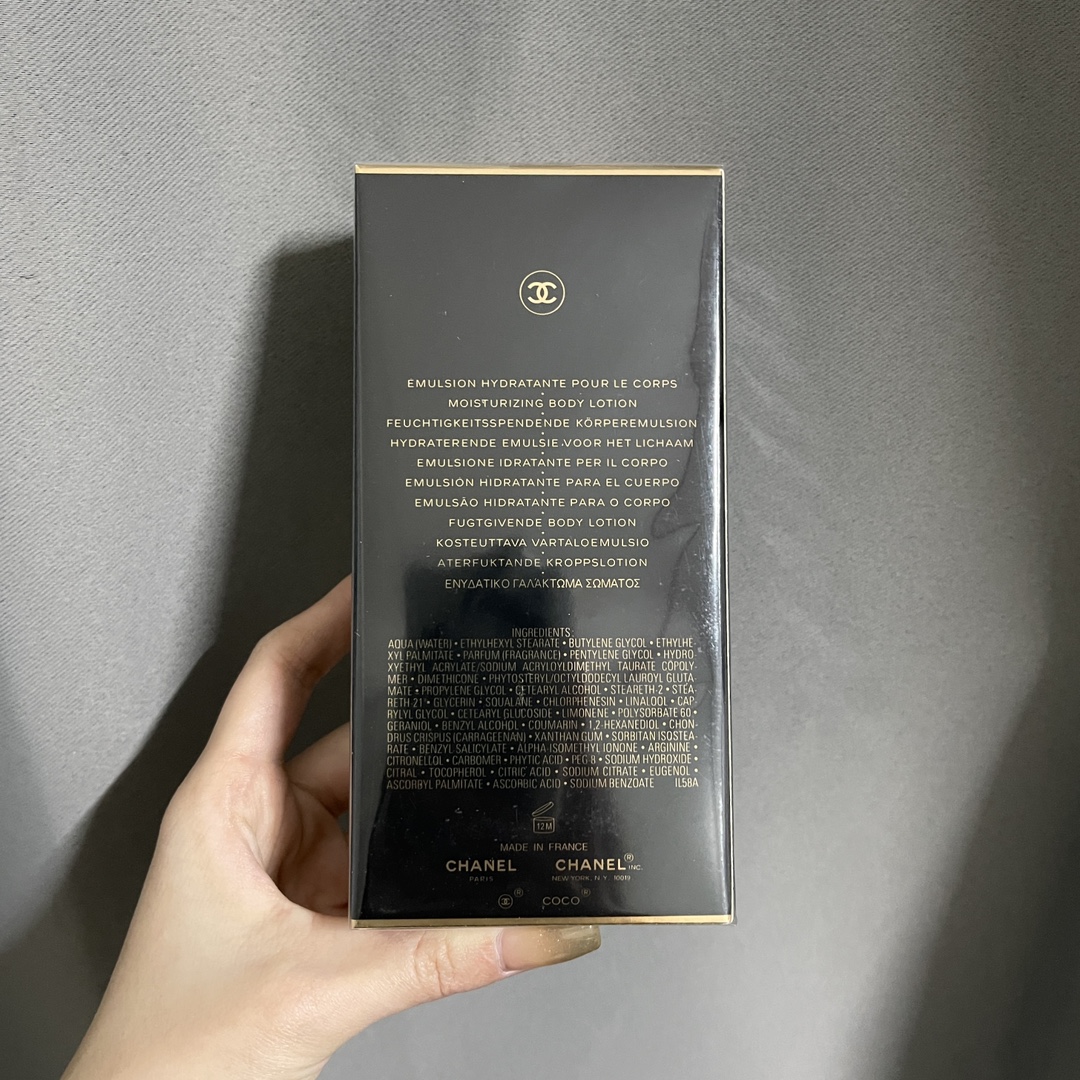 EMULSION HYDRATANTE POUR LE CORPS
MOISTURIZING BODY LOTION
FEUCHTIGKEITSSPENDENDE KÖRPEREMULSION
HYDRATERENDE EMULSIE VOOR HET LICHAAM
EMULSIONE IDRATANTE PER IL CORPO
EMULSIÓN HIDRATANTE PARA EL CUERPO
EMULSÃO HIDRATANTE PARA O CORPO
FUGTGIVENDE BODY LOTION
KOSTEUTTAVA VARTALOEMULSIO
ATERFUKTANDE KROPPSLOTION
ΕΝΥΔΑΤΙΚΟ ΓΑΛΑΚΤΩΜΑ ΣΩΜΑΤΟΣ
INGREDIENTS:
AQUA (WATER) • ETHYLHEXYL STEARATE • BUTYLENE GLYCOL • ETHYLHE-
XYL PALMITATE • PARFUM (FRAGRANCE) • PENTYLENE GLYCOL • HYDRO-
XYETHYL ACRYLATE/SODIUM ACRYLOYLDIMETHYL TAURATE COPOLY-
MER • DIMETHICONE • PHYTOSTERYL/OCTYLDODECYL LAUROYL GLUTA-
MATE • PROPYLENE GLYCOL • CETEARYL ALCOHOL • STEARETH-2 • STEA-
RETH-21 • GLYCERIN • SQUALANE • CHLORPHENESIN • LINALOOL • CAP-
RYLYL GLYCOL • CETEARYL GLUCOSIDE • LIMONENE • POLYSORBATE 60 •
GERANIOL • BENZYL ALCOHOL • COUMARIN • 1,2-HEXANEDIOL • CHON-
DRUS CRISPUS (CARRAGEENAN) • XANTHAN GUM • SORBITAN ISOSTEA-
RATE • BENZYL SALICYLATE • ALPHA-ISOMETHYL IONONE • ARGININE •
CITRONELLOL • CARBOMER • PHYTIC ACID • PEG-8 • SODIUM HYDROXIDE •
CITRAL • TOCOPHEROL • CITRIC ACID • SODIUM CITRATE • EUGENOL •
ASCORBYL PALMITATE • ASCORBIC ACID • SODIUM BENZOATE IL58A
12M
MADE IN FRANCE
CHANEL CHANEL® INC.
PARIS NEW YORK, N.Y. 10019
® COCO®